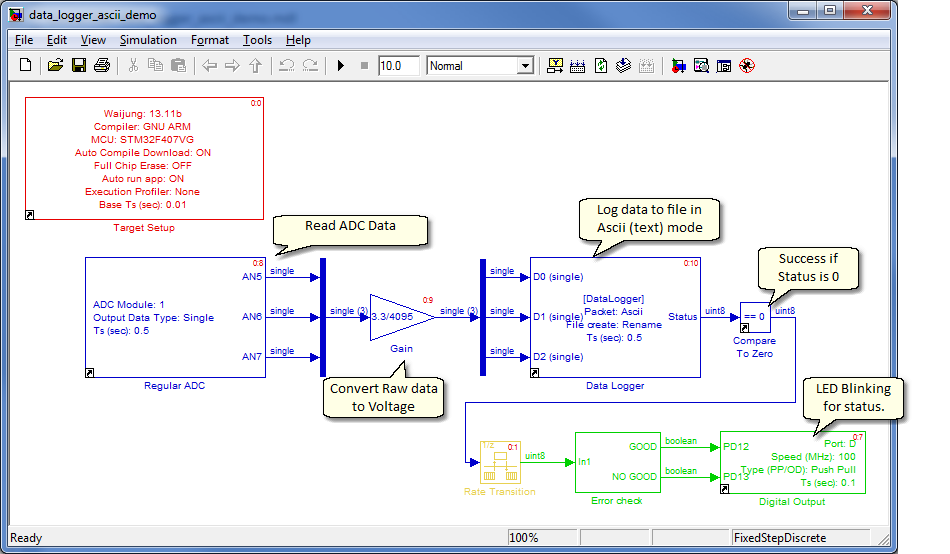 data_logger_ascii_demo
File Edit View Simulation Format Tools Help
10.0 Normal
0:0
Waijung: 13.11b
Compiler: GNU ARM
MCU: STM32F407VG
Auto Compile Download: ON
Full Chip Erase: OFF
Auto run app: ON
Execution Profiler: None
Base Ts (sec): 0.01
Target Setup
Read ADC Data
Log data to file in
Ascii (text) mode
Success if
Status is 0
0:8
AN5
ADC Module: 1
Output Data Type: Single
Ts (sec): 0.5
AN6
AN7
Regular ADC
single
single
single
single (3)
0:9
3.3/4095
Gain
single (3)
Convert Raw data
to Voltage
single
single
single
0:10
D0 (single)
D1 (single)
D2 (single)
[DataLogger]
Packet: Ascii
File create: Rename
Ts (sec): 0.5
Status
Data Logger
uint8
== 0
uint8
Compare
To Zero
LED Blinking
for status.
1/z
0:1
Rate Transition
uint8
In1
GOOD
NO GOOD
Error check
boolean
boolean
0:7
PD12
PD13
Port: D
Speed (MHz): 100
Type (PP/OD): Push Pull
Ts (sec): 0.1
Digital Output
Ready 100% FixedStepDiscrete